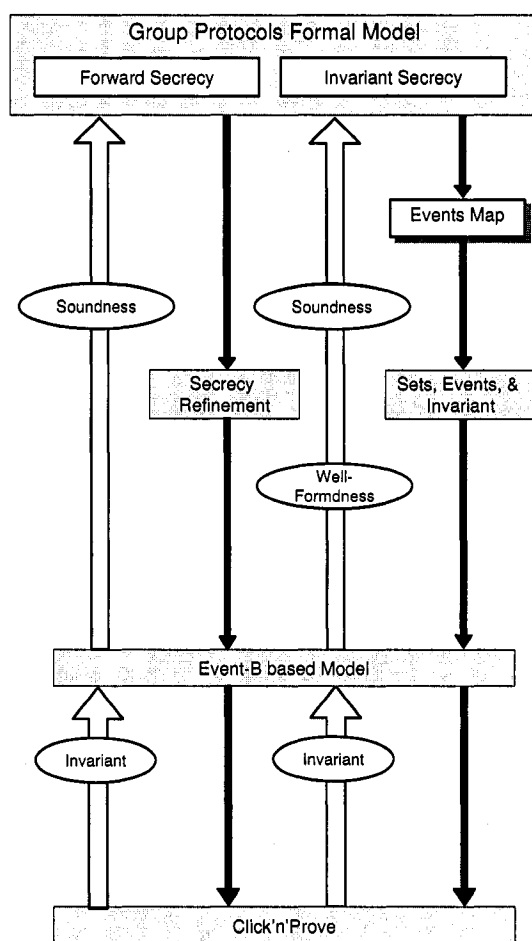 Group Protocols Formal Model
Forward Secrecy
Invariant Secrecy
Events Map
Soundness
Soundness
Secrecy
Refinement
Sets, Events, &
Invariant
Well-
Formdness
Event-B based Model
Invariant
Invariant
Click'n'Prove